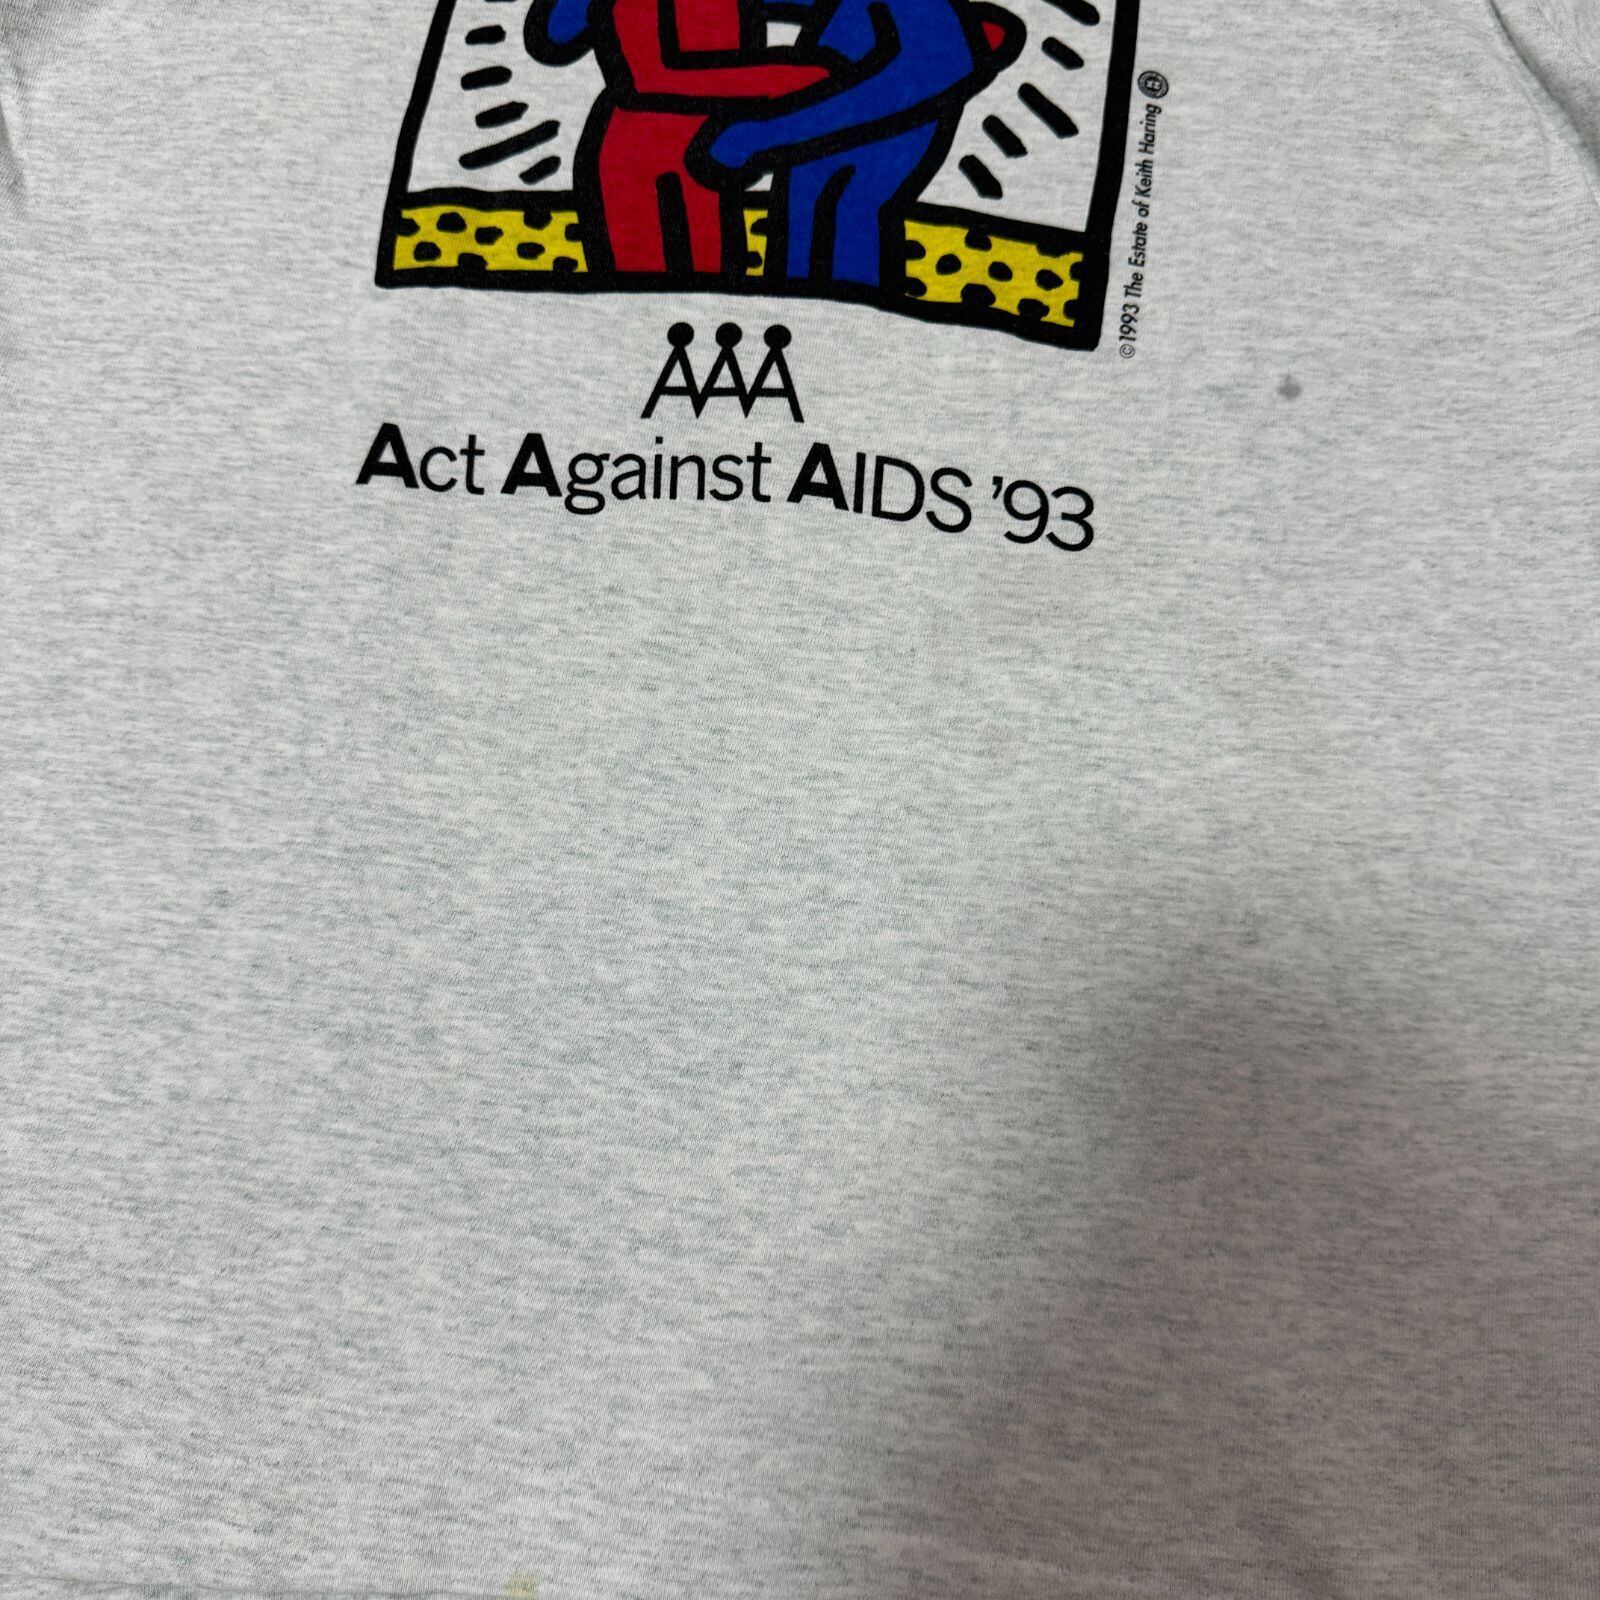 ©1993 The Estate of Keith Haring
AAA
Act Against AIDS '93